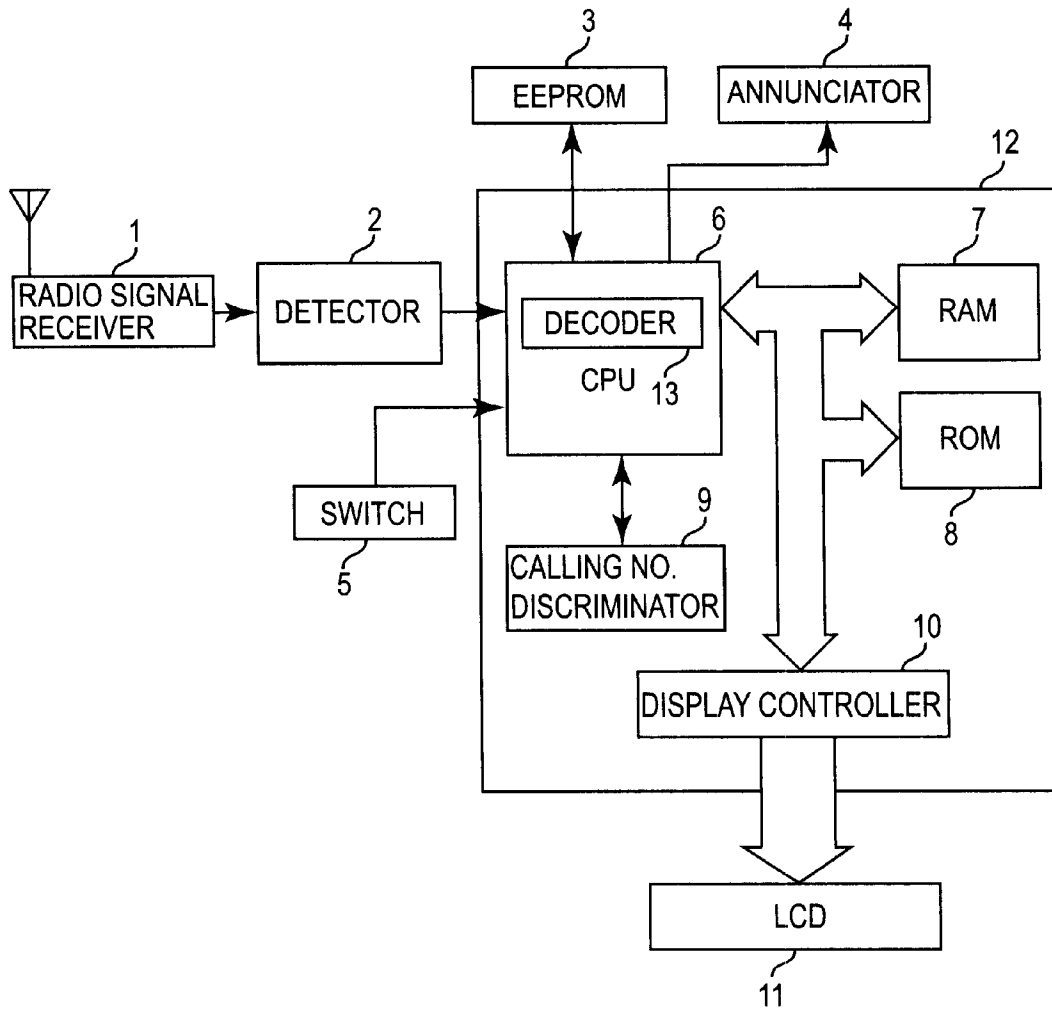 3
EEPROM
4
ANNUNCIATOR
12
1
RADIO SIGNAL
RECEIVER
2
DETECTOR
6
DECODER
13
CPU
7
RAM
ROM
8
SWITCH
5
9
CALLING NO.
DISCRIMINATOR
10
DISPLAY CONTROLLER
LCD
11